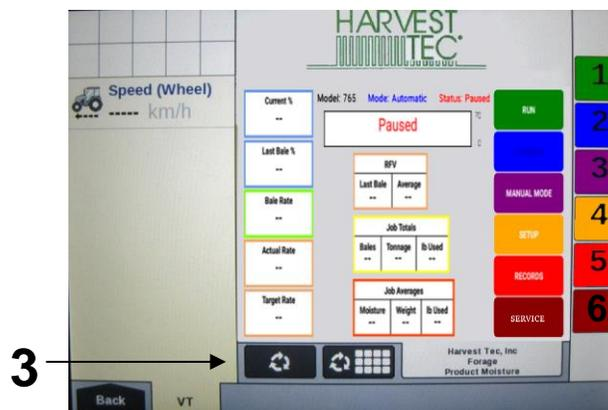 HARVEST
TEC®
Speed (Wheel)
----- km/h
Current %
--
Last Bale %
--
Bale Rate
--
Actual Rate
--
Target Rate
--
Model: 765 Mode: Automatic Status: Paused
Paused
0
RFV
Last Bale Average
-- --
Job Totals
Bales Tonnage lb Used
-- -- --
Job Averages
Moisture Weight lb Used
-- -- --
RUN
MANUAL MODE
SETUP
RECORDS
SERVICE
1
2
3
4
5
6
3
Harvest Tec, Inc
Forage
Product Moisture
Back
VT